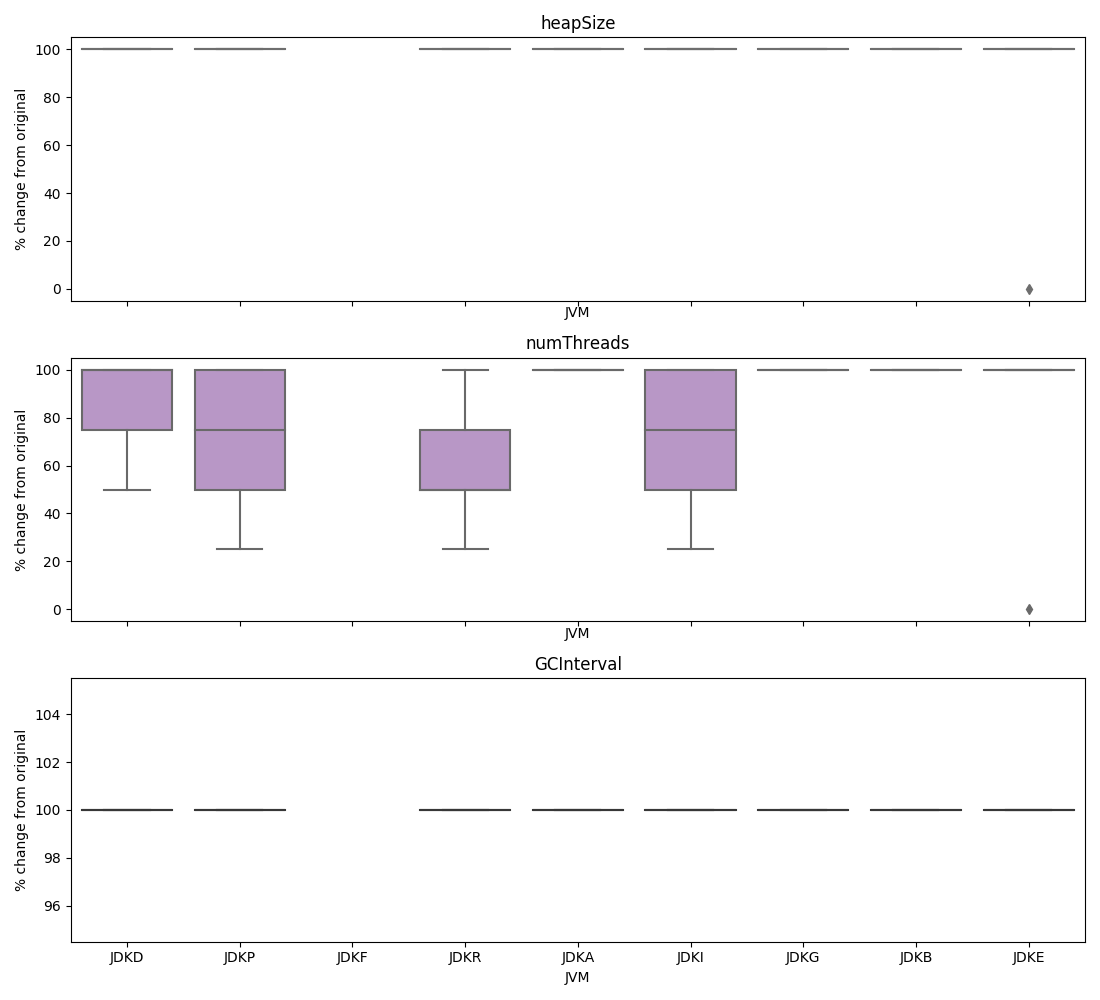 heapSize
100
80
60
40
20
0
% change from original
JVM
numThreads
100
80
60
40
20
0
% change from original
JVM
GCInterval
104
102
100
98
96
% change from original
JDKD JDKP JDKF JDKR JDKA JDKI JDKG JDKB JDKE
JVM